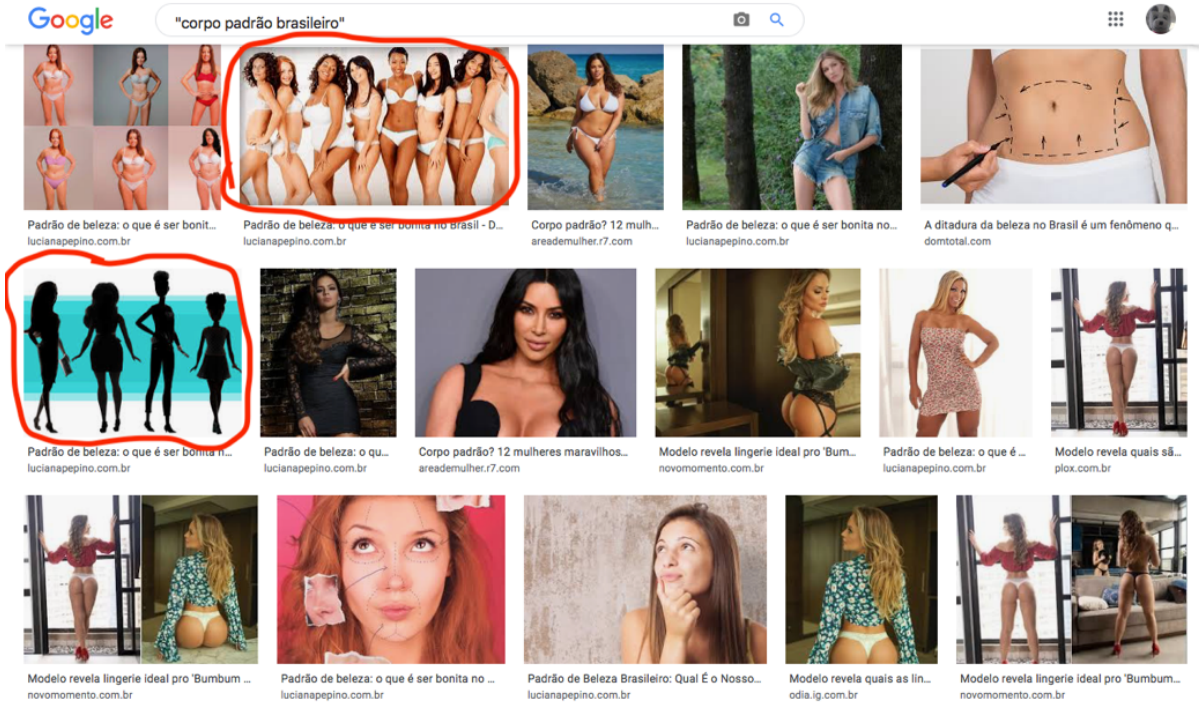 Google
"corpo padrão brasileiro"
Padrão de beleza: o que é ser bonit...
lucianapepino.com.br
Padrão de beleza: o que é ser bonita no Brasil - D...
lucianapepino.com.br
Corpo padrão? 12 mulh...
areademulher.r7.com
Padrão de beleza: o que é ser bonita no...
lucianapepino.com.br
A ditadura da beleza no Brasil é um fenômeno q...
domtotal.com
Padrão de beleza: o que é ser bonita n...
lucianapepino.com.br
Padrão de beleza: o qu...
lucianapepino.com.br
Corpo padrão? 12 mulheres maravilhos...
areademulher.r7.com
Modelo revela lingerie ideal pro 'Bum...
novomomento.com.br
Padrão de beleza: o que é ...
lucianapepino.com.br
Modelo revela quais sã...
plox.com.br
Modelo revela lingerie ideal pro 'Bumbum ...
novomomento.com.br
Padrão de beleza: o que é ser bonita no ...
lucianapepino.com.br
Padrão de Beleza Brasileiro: Qual É o Nosso...
lucianapepino.com.br
Modelo revela quais as lin...
odia.ig.com.br
Modelo revela lingerie ideal pro 'Bumbum...
novomomento.com.br